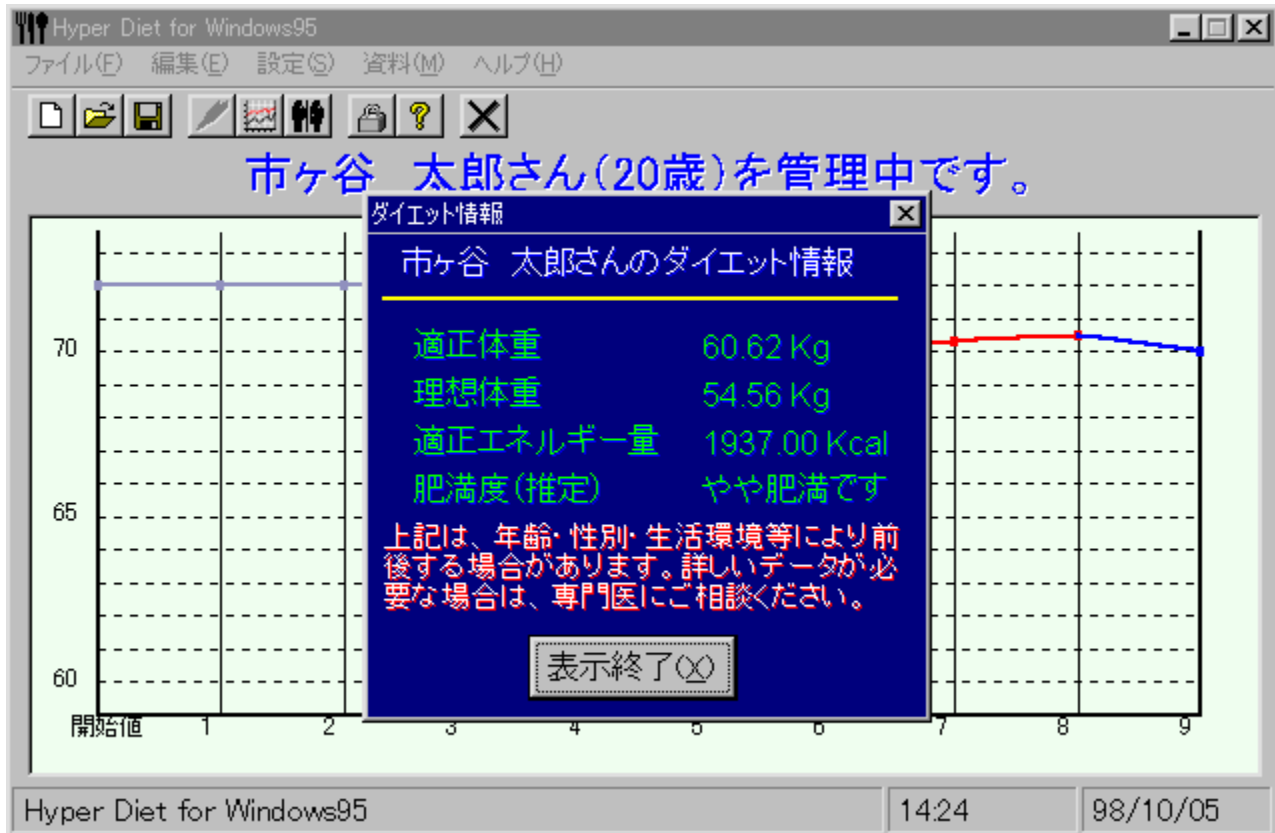 Hyper Diet for Windows95
ファイル(F) 編集(E) 設定(S) 資料(M) ヘルプ(H)
市ヶ谷 太郎さん(20歳)を管理中です。
ダイエット情報
市ヶ谷 太郎さんのダイエット情報
適正体重 60.62 Kg
理想体重 54.56 Kg
適正エネルギー量 1937.00 Kcal
肥満度(推定) やや肥満です
上記は、年齢・性別・生活環境等により前
後する場合があります。詳しいデータが必
要な場合は、専門医にご相談ください。
表示終了(X)
70
65
60
開始値 1 2 3 4 5 6 7 8 9
Hyper Diet for Windows95 14:24 98/10/05